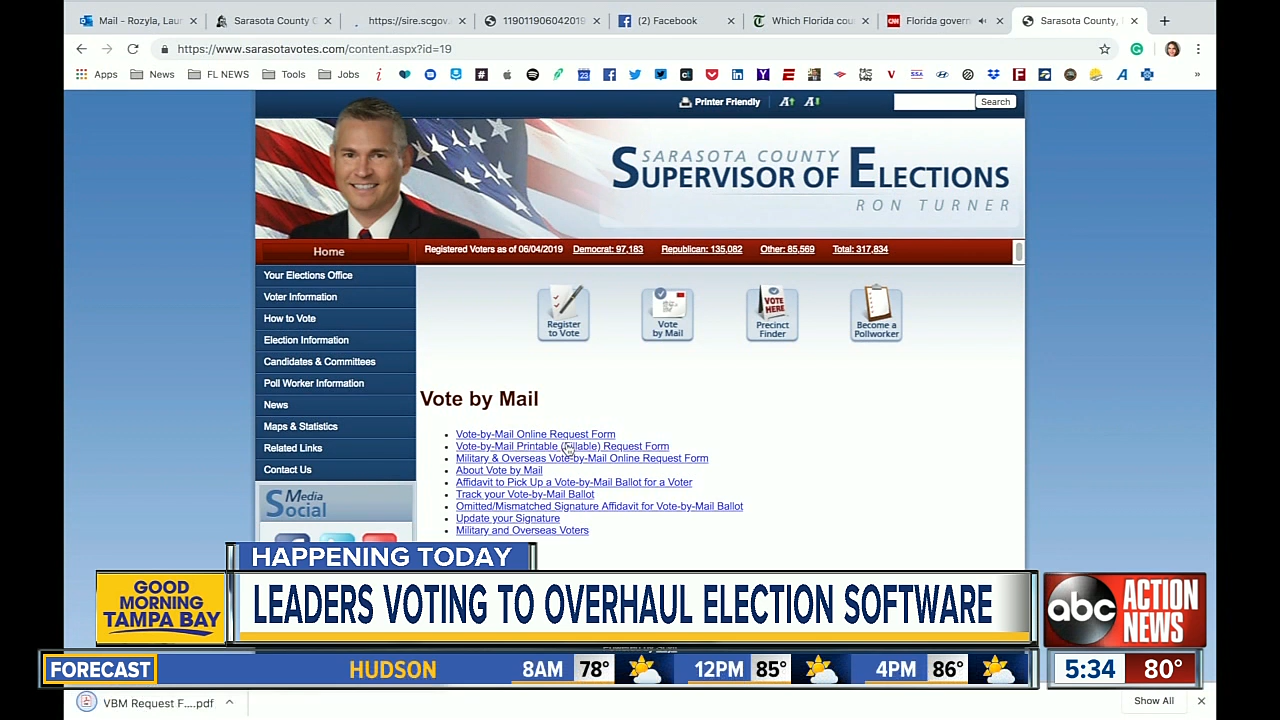 Mail - Rozyla, Lau
Sarasota County C
https://sire.scgov.
119011906042019
(2) Facebook
Which Florida cou
Florida govern
Sarasota County,
https://www.sarasotavotes.com/content.aspx?id=19
Apps
News
FL NEWS
Tools
Jobs
Printer Friendly
Search
SARASOTA COUNTY
SUPERVISOR OF ELECTIONS
RON TURNER
Home
Registered Voters as of 06/04/2019 Democrat: 97,183 Republican: 135,082 Other: 85,569 Total: 317,834
Your Elections Office
Voter Information
How to Vote
Election Information
Candidates & Committees
Poll Worker Information
News
Maps & Statistics
Related Links
Contact Us
Social
Media
Register
to Vote
Vote
by Mail
VOTE
HERE
Precinct
Finder
Become a
Pollworker
Vote by Mail
Vote-by-Mail Online Request Form
Vote-by-Mail Printable (Fillable) Request Form
Military & Overseas Vote-by-Mail Online Request Form
About Vote by Mail
Affidavit to Pick Up a Vote-by-Mail Ballot for a Voter
Track your Vote-by-Mail Ballot
Omitted/Mismatched Signature Affidavit for Vote-by-Mail Ballot
Update your Signature
Military and Overseas Voters
HAPPENING TODAY
GOOD
MORNING
TAMPA BAY
LEADERS VOTING TO OVERHAUL ELECTION SOFTWARE
abc
ACTION
NEWS
FORECAST
HUDSON
8AM 78°
12PM 85°
4PM 86°
5:34 80°
VBM Request F....pdf
Show All